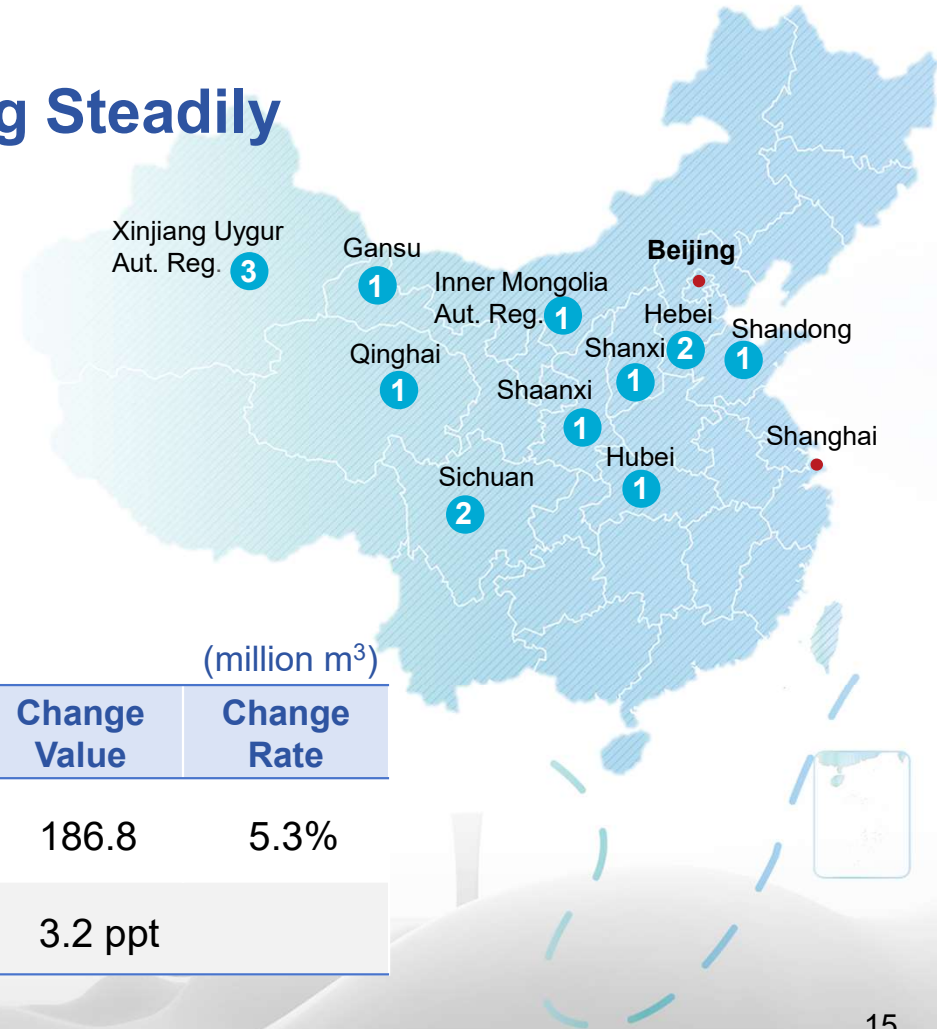 g Steadily
Xinjiang Uygur
Aut. Reg.
3
Gansu
1
Inner Mongolia
Aut. Reg.
1
Beijing
Hebei
2
Shandong
1
Shanxi
1
Qinghai
1
Shaanxi
1
Shanghai
Hubei
1
Sichuan
2
(million m³)
Change Value
Change Rate
186.8 5.3%
3.2 ppt
15